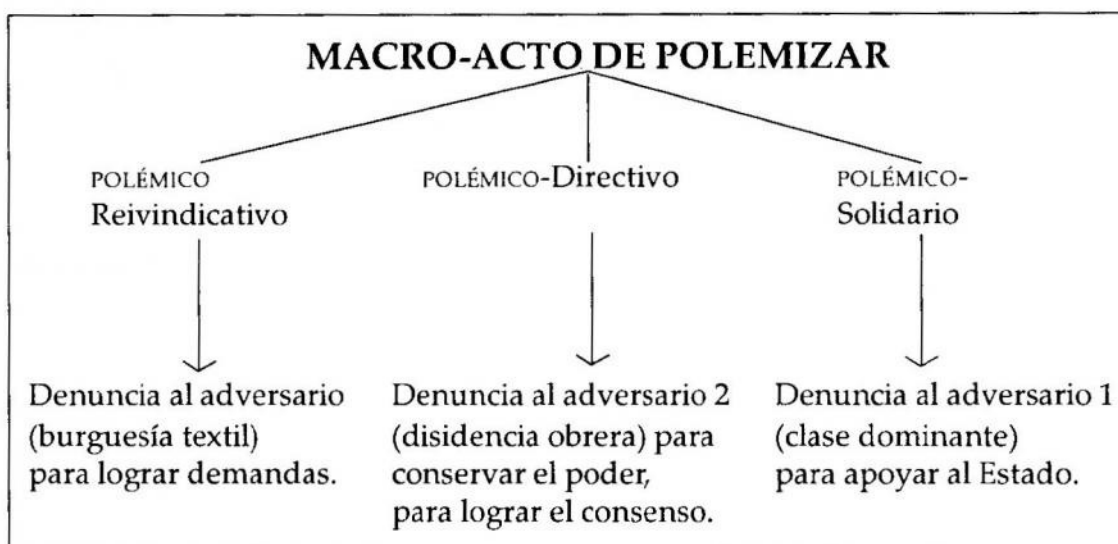 MACRO-ACTO DE POLEMIZAR
POLÉMICO
Reivindicativo
POLÉMICO-Directivo
POLÉMICO-
Solidario
Denuncia al adversario
(burguesía textil)
para lograr demandas.
Denuncia al adversario 2
(disidencia obrera) para
conservar el poder,
para lograr el consenso.
Denuncia al adversario 1
(clase dominante)
para apoyar al Estado.